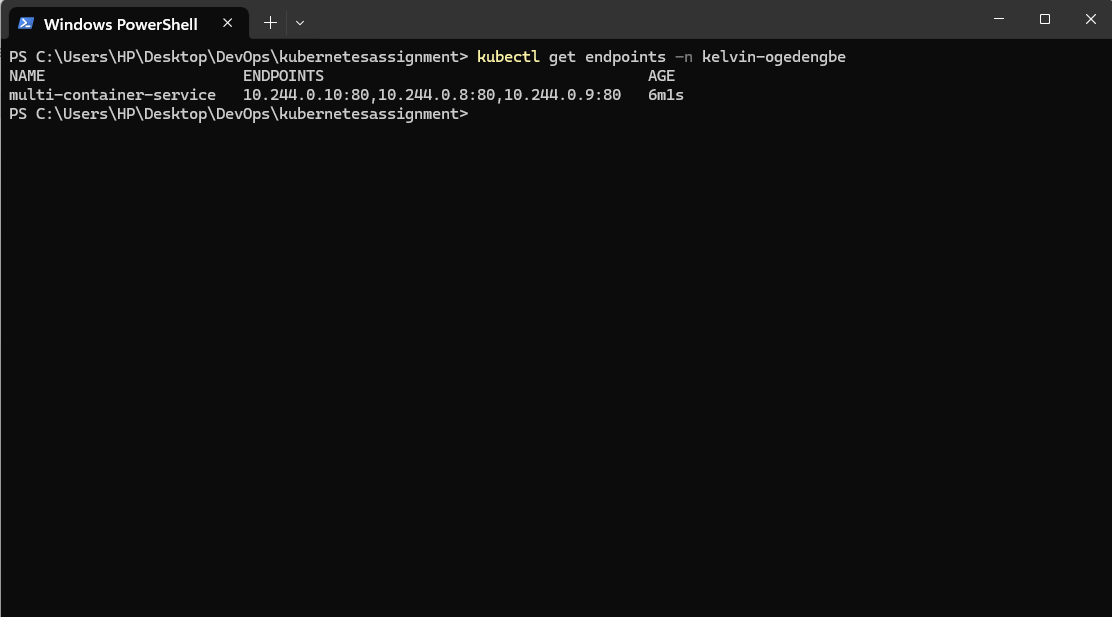 Windows PowerShell
PS C:\Users\HP\Desktop\DevOps\kubernetesassignment> kubectl get endpoints -n kelvin-ogedengbe
NAME                      ENDPOINTS                                    AGE
multi-container-service   10.244.0.10:80,10.244.0.8:80,10.244.0.9:80   6m1s
PS C:\Users\HP\Desktop\DevOps\kubernetesassignment>